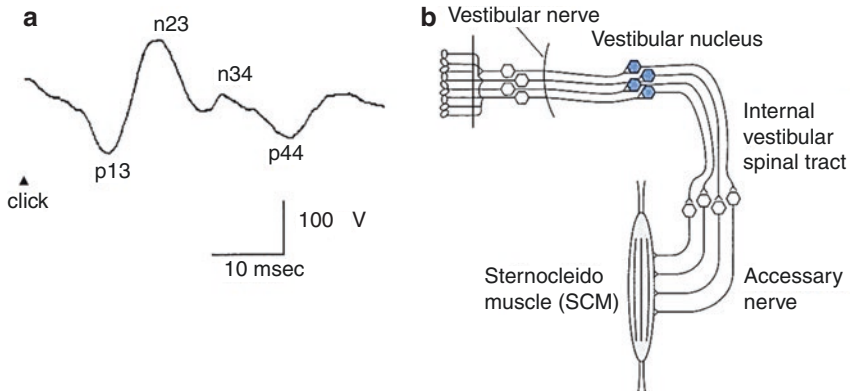 a
n23
n34
p13
p44
click
100 V
10 msec
b
Vestibular nerve
Vestibular nucleus
Internal
vestibular
spinal tract
Sternocleido
muscle (SCM)
Accessary
nerve